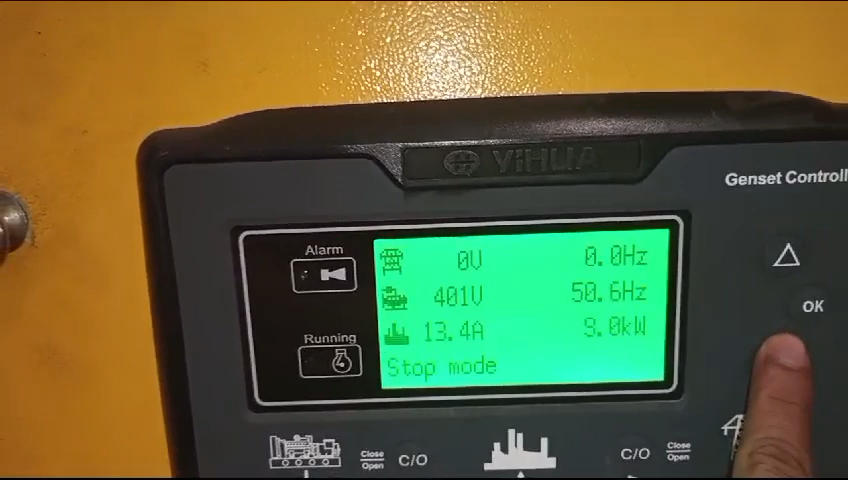 YiHUA
Genset Controll
Alarm
0V 0.0Hz
401V 50.6Hz
OK
13.4A 9.0kW
Running
Stop mode
Close
Open
C/O
C/O
Close
Open